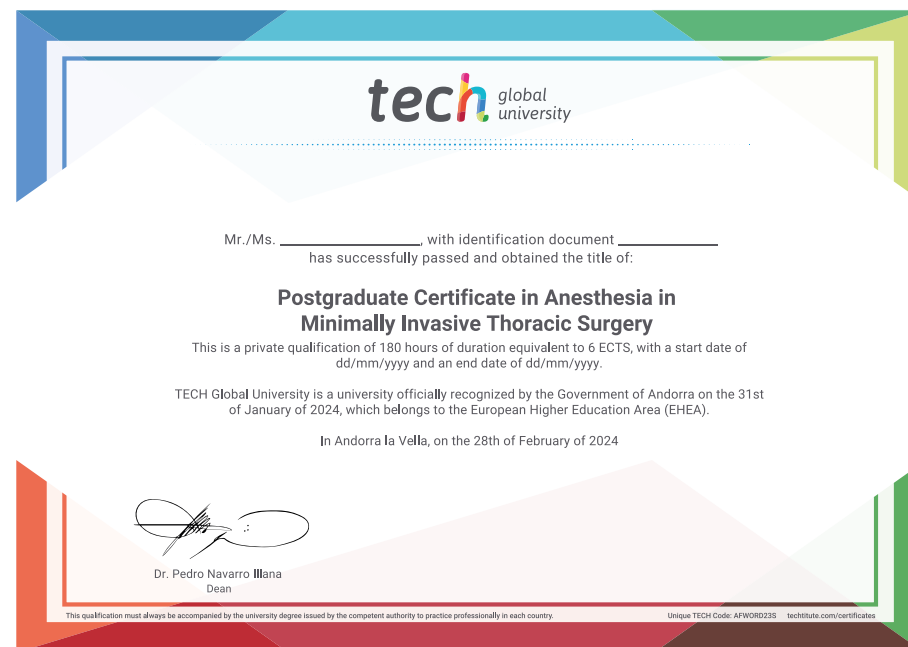 tech global university
Mr./Ms. ____________, with identification document ____________
has successfully passed and obtained the title of:
Postgraduate Certificate in Anesthesia in
Minimally Invasive Thoracic Surgery
This is a private qualification of 180 hours of duration equivalent to 6 ECTS, with a start date of
dd/mm/yyyy and an end date of dd/mm/yyyy.
TECH Global University is a university officially recognized by the Government of Andorra on the 31st
of January of 2024, which belongs to the European Higher Education Area (EHEA).
In Andorra la Vella, on the 28th of February of 2024
Dr. Pedro Navarro Illana
Dean
This qualification must always be accompanied by the university degree issued by the competent authority to practice professionally in each country.
Unique TECH Code: AFWORD23S techtitute.com/certificates